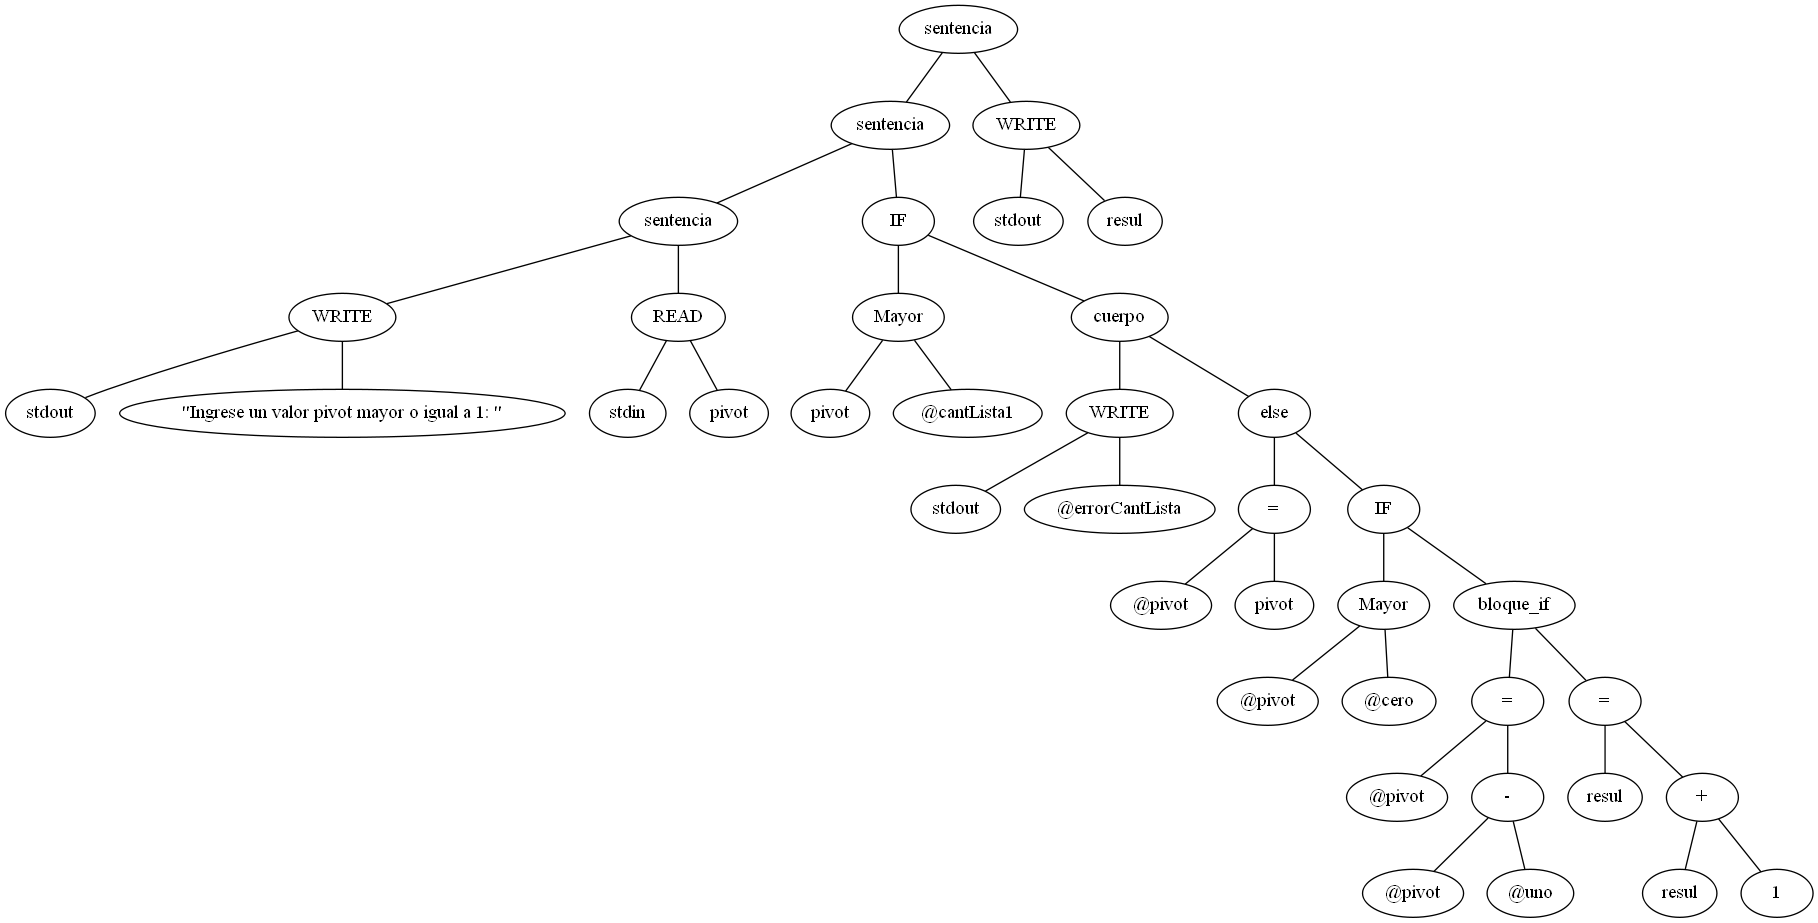 sentencia
sentencia WRITE
sentencia IF stdout resul
WRITE READ Mayor cuerpo
stdout "Ingrese un valor pivot mayor o igual a 1: " stdin pivot pivot @cantLista1 WRITE else
stdout @errorCantLista = IF
@pivot pivot Mayor bloque_if
@pivot @cero = =
@pivot - resul +
@pivot @uno resul 1